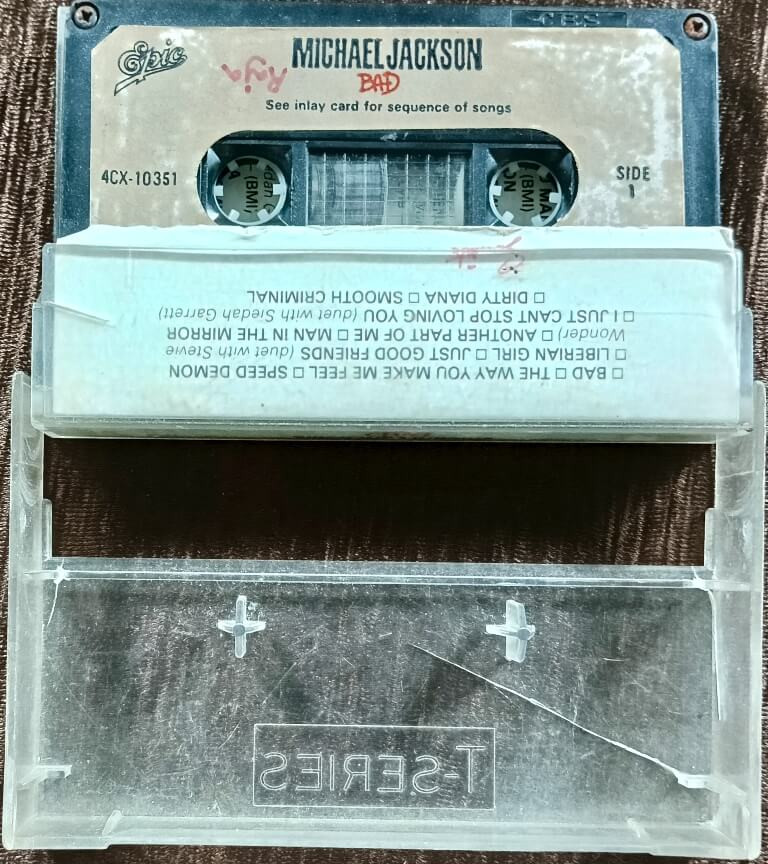 CBS
Epic
MICHAEL JACKSON
BAD
Raja
See inlay card for sequence of songs
4CX-10351
SIDE
1
(BMI)
(BMI)
□ BAD □ THE WAY YOU MAKE ME FEEL □ SPEED DEMON
□ LIBERIAN GIRL □ JUST GOOD FRIENDS (duet with Stevie
Wonder) □ ANOTHER PART OF ME □ MAN IN THE MIRROR
□ I JUST CANT STOP LOVING YOU (duet with Siedah Garrett)
□ DIRTY DIANA □ SMOOTH CRIMINAL
T-SERIES